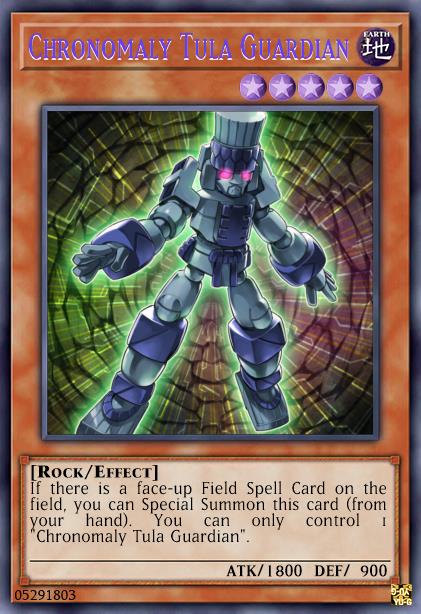 Chronomaly Tula Guardian
EARTH
地
[Rock/Effect]
If there is a face-up Field Spell Card on the
field, you can Special Summon this card (from
your hand). You can only control 1
"Chronomaly Tula Guardian".
ATK/1800 DEF/ 900
05291803